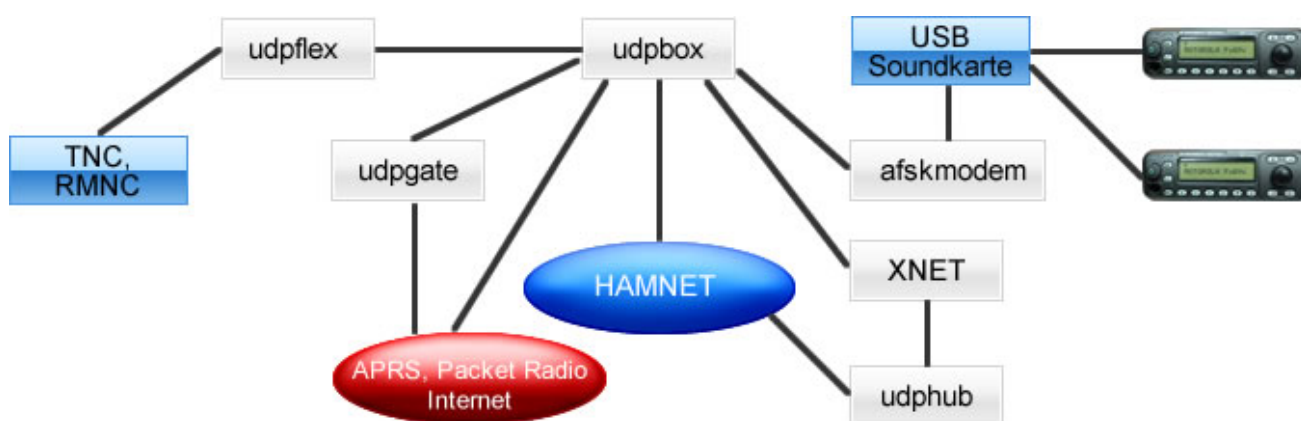 udpflex
udpbox
USB
Soundkarte
TNC,
RMNC
udpgate
afskmodem
HAMNET
XNET
APRS, Packet Radio
Internet
udphub